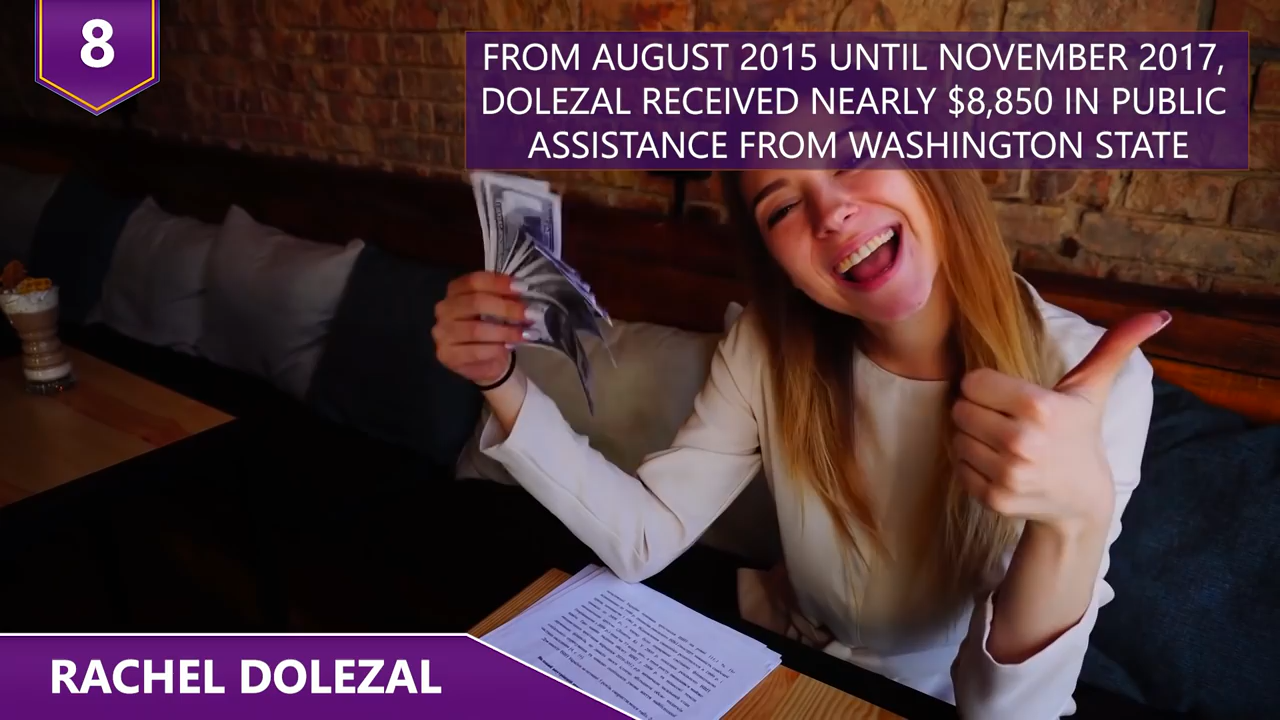 8
FROM AUGUST 2015 UNTIL NOVEMBER 2017,
DOLEZAL RECEIVED NEARLY $8,850 IN PUBLIC
ASSISTANCE FROM WASHINGTON STATE
RACHEL DOLEZAL